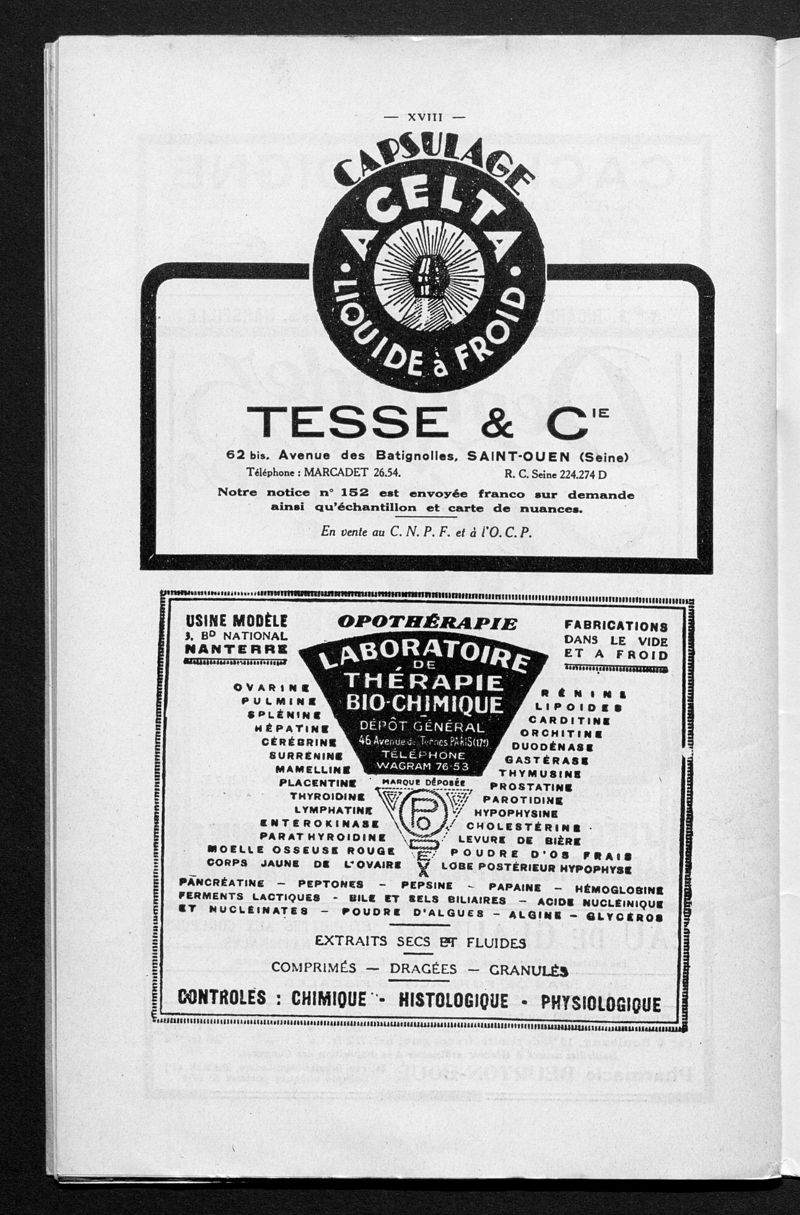 — XVIII —
CAPSULAGE
ACELTA
• LIQUIDE à FROID •
TESSE & CIE
62 bis, Avenue des Batignolles, SAINT-OUEN (Seine)
Téléphone : MARCADET 26.54. R. C. Seine 224.274 D
Notre notice n° 152 est envoyée franco sur demande
ainsi qu'échantillon et carte de nuances.
En vente au C. N. P. F. et à l'O. C. P.
USINE MODÈLE
3, BD NATIONAL
NANTERRE
OPOTHÉRAPIE
FABRICATIONS
DANS LE VIDE
ET A FROID
LABORATOIRE
DE
THÉRAPIE
BIO-CHIMIQUE
DÉPÔT GÉNÉRAL
46 Avenue des Ternes PARIS (17e)
TÉLÉPHONE
WAGRAM 76-53
MARQUE DÉPOSÉE
OVARINE
PULMINE
SPLÉNINE
HÉPATINE
CÉRÉBRINE
SURRÉNINE
MAMELLINE
PLACENTINE
THYROIDINE
LYMPHATINE
ENTEROKINASE
PARATHYROIDINE
MOELLE OSSEUSE ROUGE
CORPS JAUNE DE L'OVAIRE
RÉNINE
LIPOIDES
CARDITINE
ORCHITINE
DUODÉNASE
GASTÉRASE
THYMUSINE
PROSTATINE
PAROTIDINE
HYPOPHYSINE
CHOLESTÉRINE
LEVURE DE BIÈRE
POUDRE D'OS FRAIS
LOBE POSTÉRIEUR HYPOPHYSE
PANCRÉATINE — PEPTONES — PEPSINE - PAPAINE — HÉMOGLOBINE
FERMENTS LACTIQUES - BILE ET SELS BILIAIRES — ACIDE NUCLÉINIQUE
ET NUCLÉINATES — POUDRE D'ALGUES — ALGINE — GLYCÉROS
EXTRAITS SECS ET FLUIDES
COMPRIMÉS — DRAGÉES — GRANULÉS
CONTROLES : CHIMIQUE - HISTOLOGIQUE - PHYSIOLOGIQUE